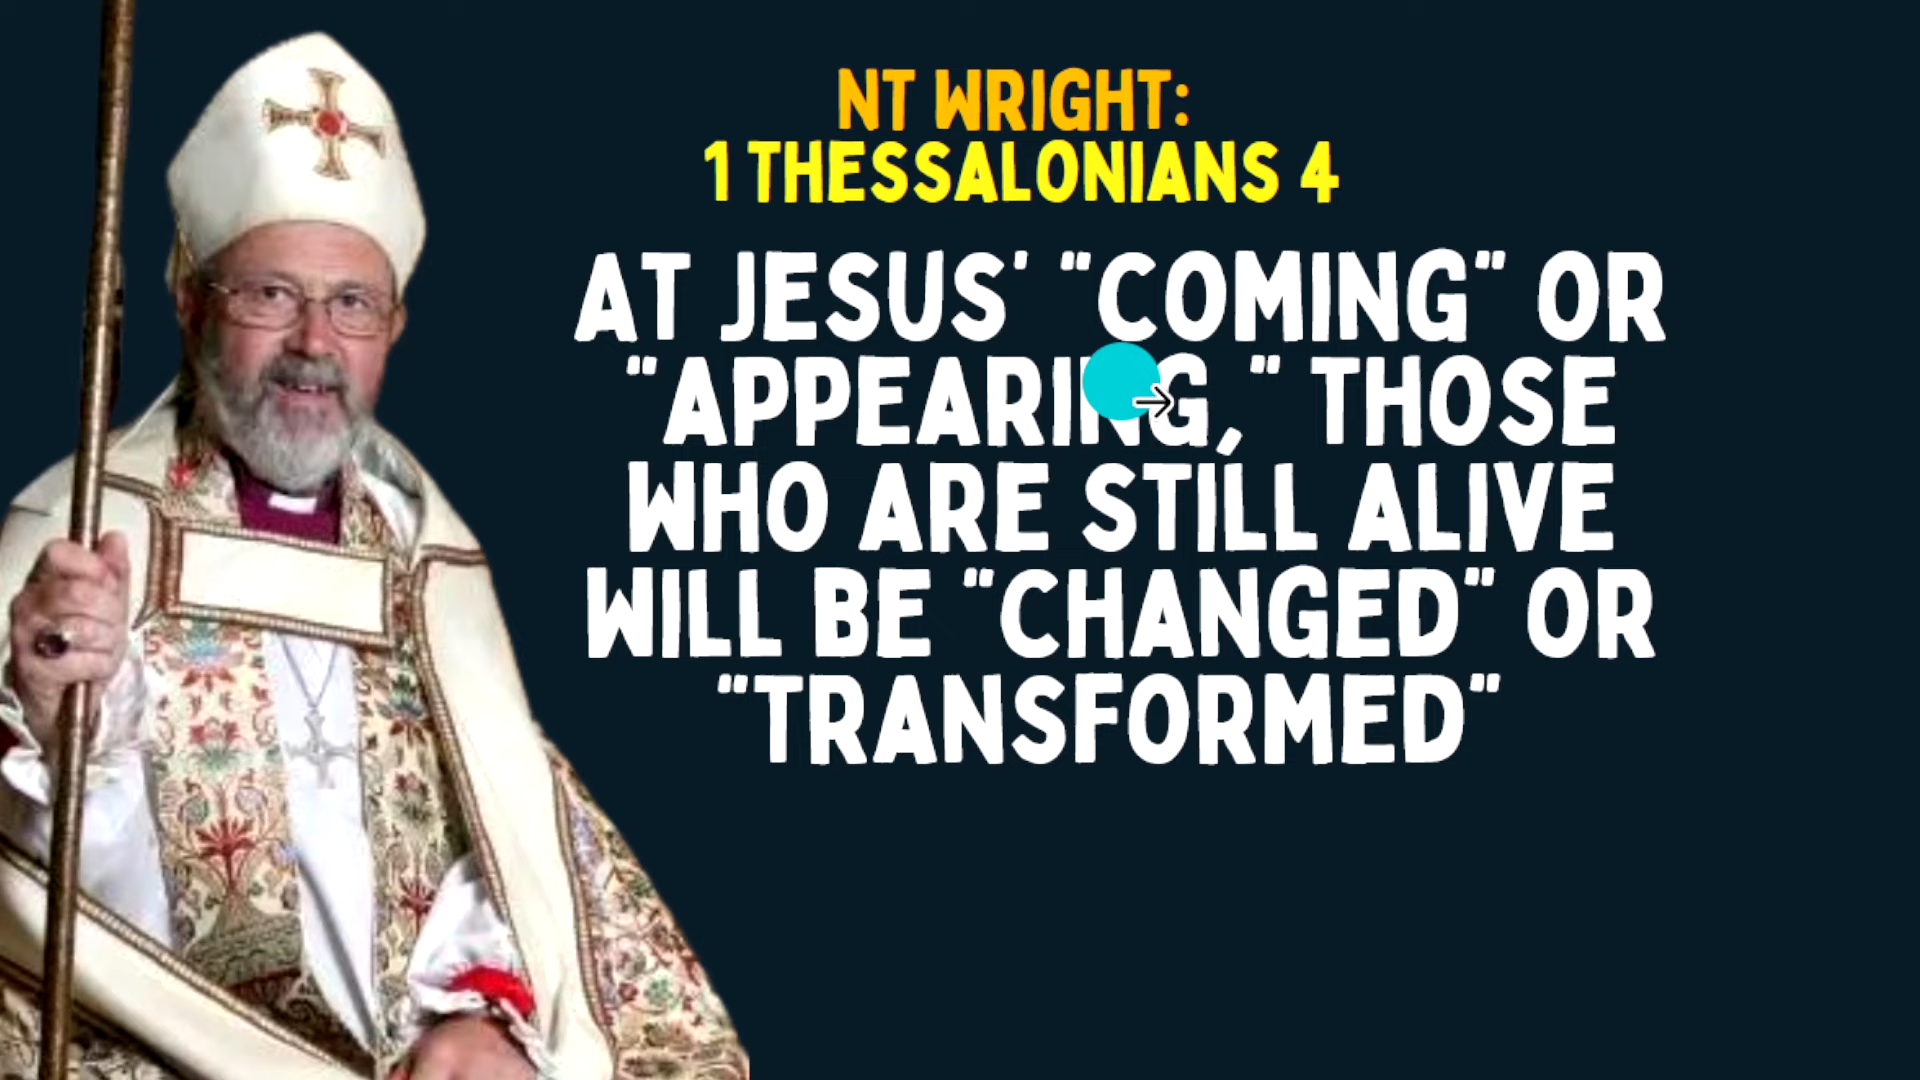 NT WRIGHT:
1 THESSALONIANS 4
AT JESUS' "COMING" OR
"APPEARING," THOSE
WHO ARE STILL ALIVE
WILL BE "CHANGED" OR
"TRANSFORMED"